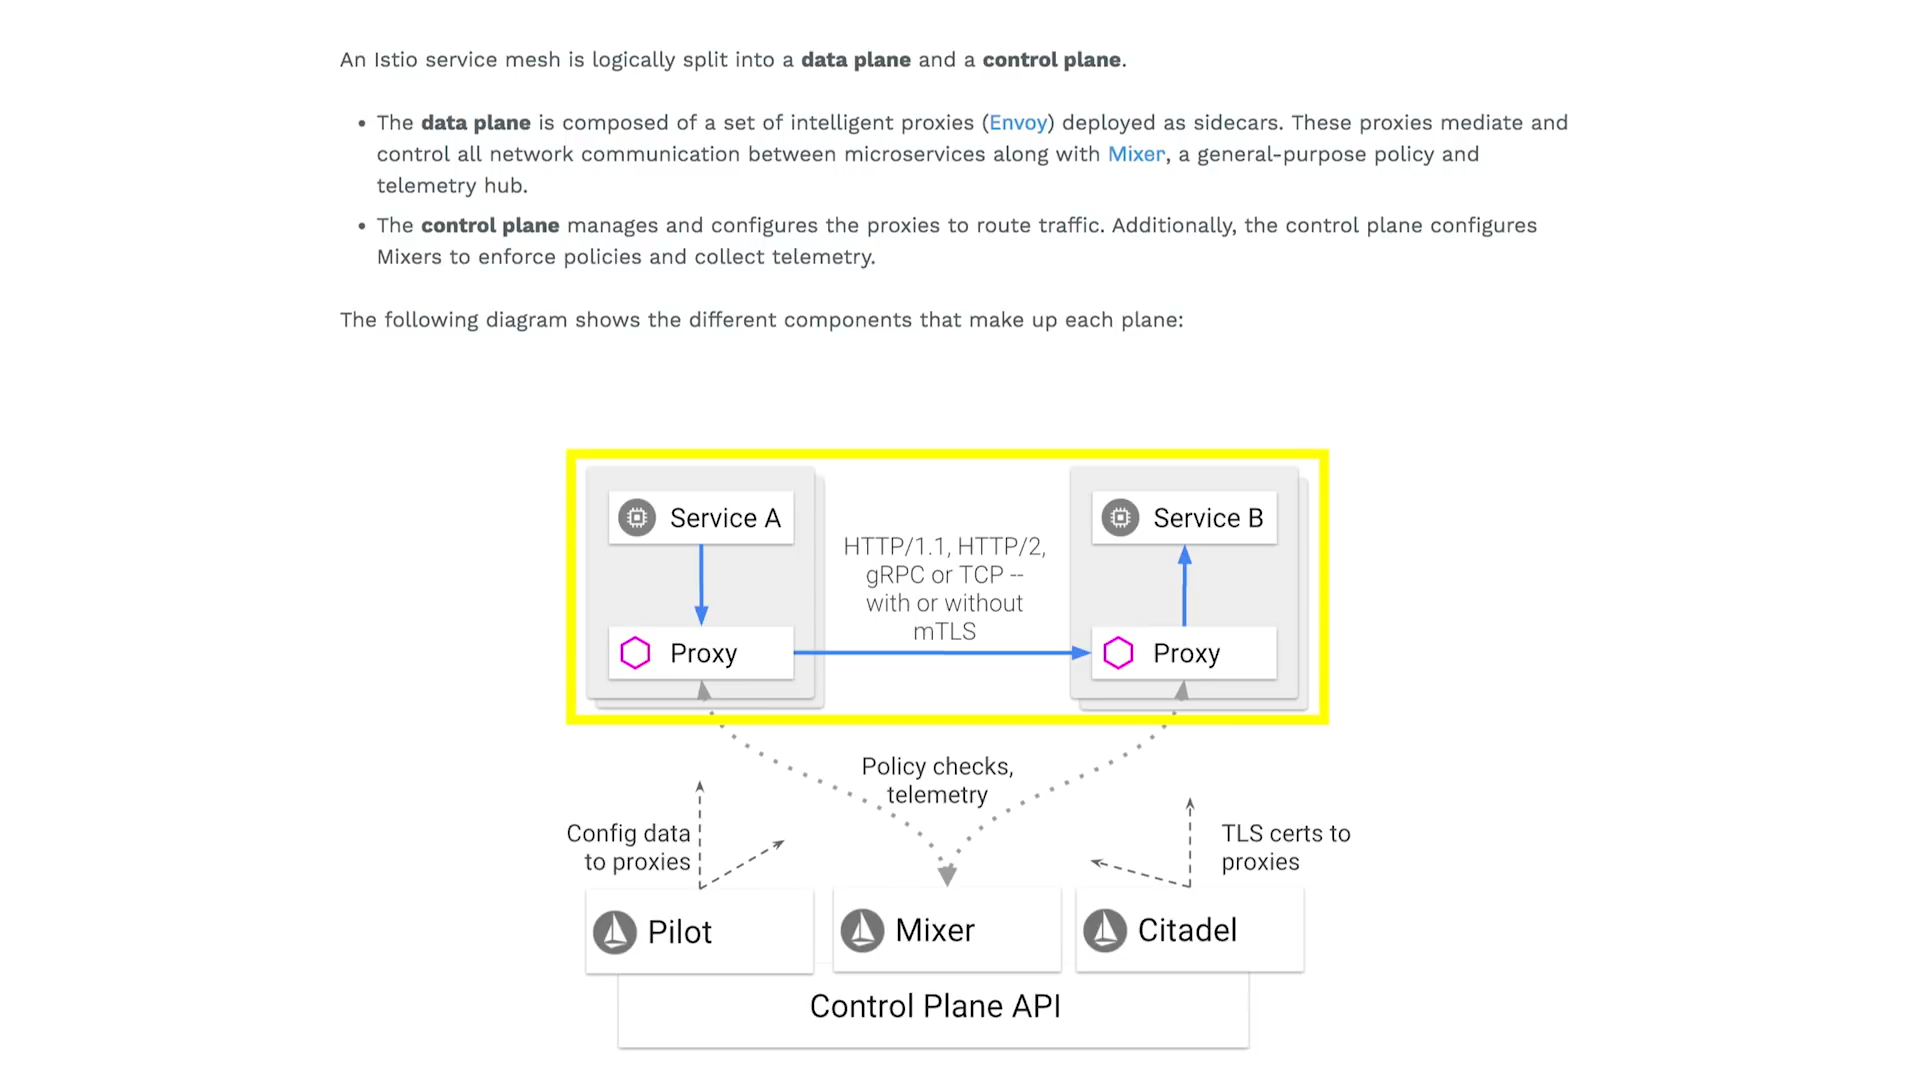 An Istio service mesh is logically split into a data plane and a control plane.
• The data plane is composed of a set of intelligent proxies (Envoy) deployed as sidecars. These proxies mediate and
control all network communication between microservices along with Mixer, a general-purpose policy and
telemetry hub.
• The control plane manages and configures the proxies to route traffic. Additionally, the control plane configures
Mixers to enforce policies and collect telemetry.
The following diagram shows the different components that make up each plane:
Service A
Service B
HTTP/1.1, HTTP/2,
gRPC or TCP --
with or without
mTLS
Proxy
Proxy
Policy checks,
telemetry
Config data
to proxies
TLS certs to
proxies
Pilot
Mixer
Citadel
Control Plane API